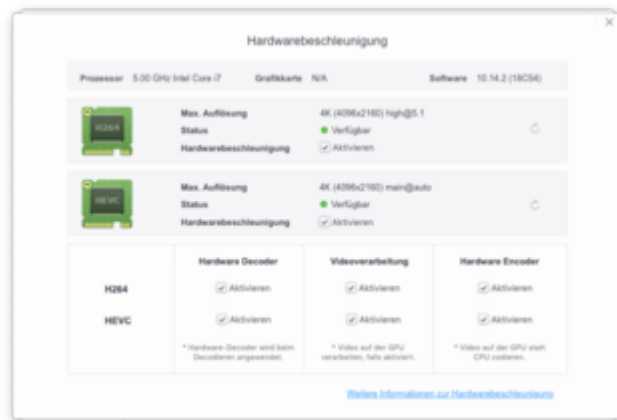 Hardwarebeschleunigung
Prozessor 5.00 GHz Intel Core i7 Grafikkarte N/A Software 10.14.2 (18C54)
H264
Max. Auflösung 4K (4096x2160) high@5.1
Status Verfügbar
Hardwarebeschleunigung Aktivieren
HEVC
Max. Auflösung 4K (4096x2160) main@auto
Status Verfügbar
Hardwarebeschleunigung Aktivieren
Hardware Decoder Videoverarbeitung Hardware Encoder
H264 Aktivieren Aktivieren Aktivieren
HEVC Aktivieren Aktivieren Aktivieren
* Hardware-Decoder wird beim * Video auf der GPU * Video auf der GPU statt
Decodieren angewendet. verarbeiten, falls aktiviert. CPU codieren.
Weitere Informationen zur Hardwarebeschleunigung